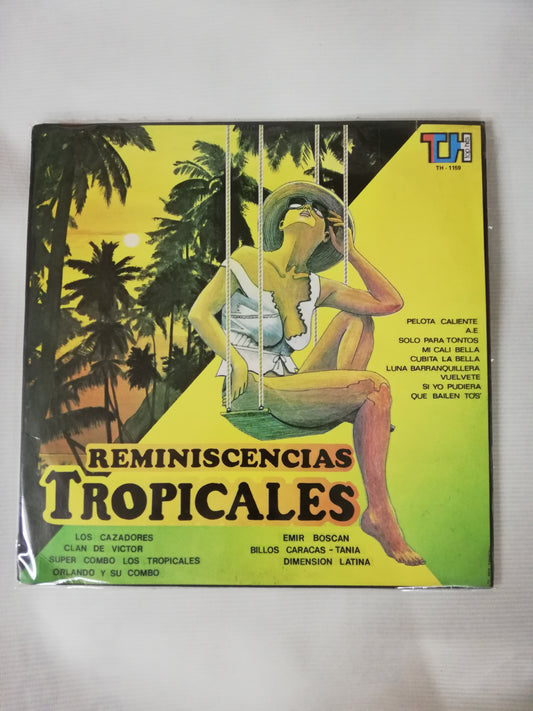 TH
TH - 1159
PELOTA CALIENTE
A.E
SOLO PARA TONTOS
MI CALI BELLA
CUBITA LA BELLA
LUNA BARRANQUILLERA
VUELVETE
SI YO PUDIERA
QUE BAILEN TOS'
REMINISCENCIAS
TROPICALES
LOS CAZADORES
CLAN DE VICTOR
SUPER COMBO LOS TROPICALES
ORLANDO Y SU COMBO
EMIR BOSCAN
BILLOS CARACAS - TANIA
DIMENSION LATINA